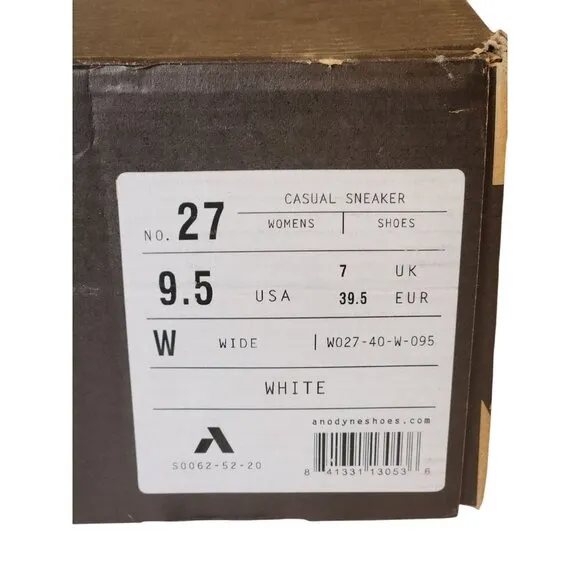 CASUAL SNEAKER
NO. 27
WOMENS | SHOES
9.5 USA
7 UK
39.5 EUR
W WIDE | W027-40-W-095
WHITE
anodyneshoes.com
S0062-52-20
8 41331 13053 6